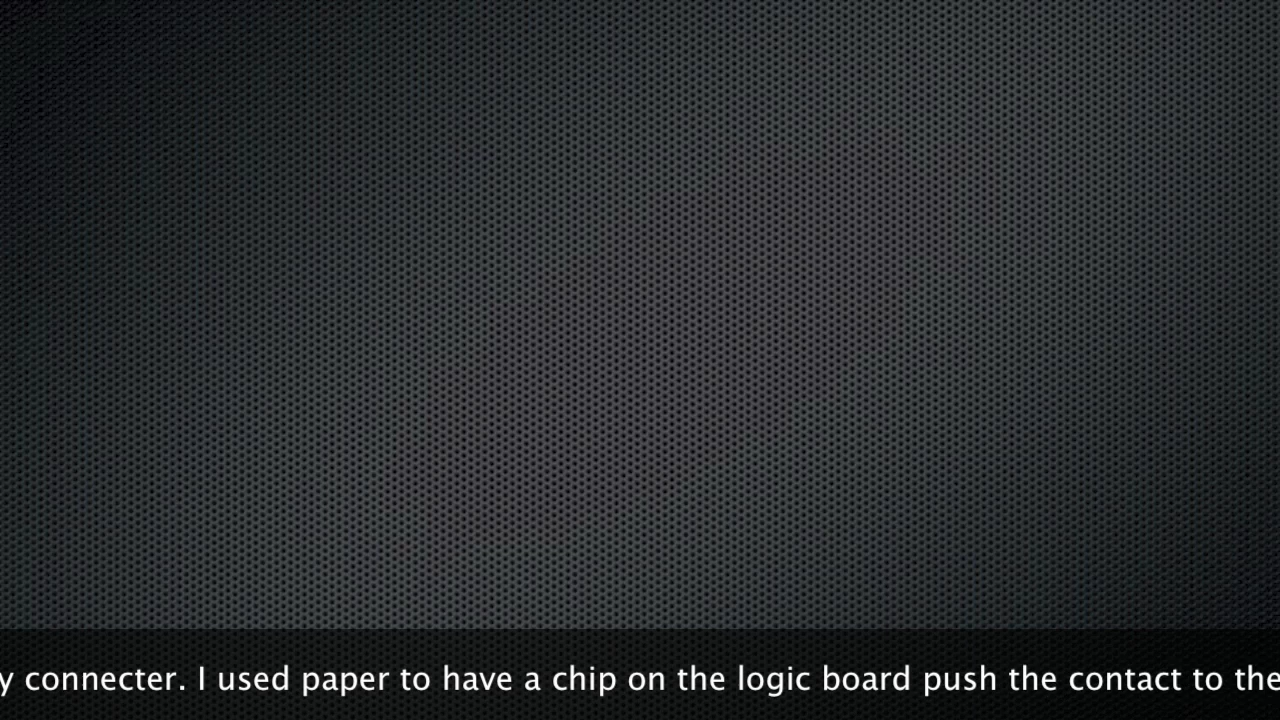 y connecter. I used paper to have a chip on the logic board push the contact to the